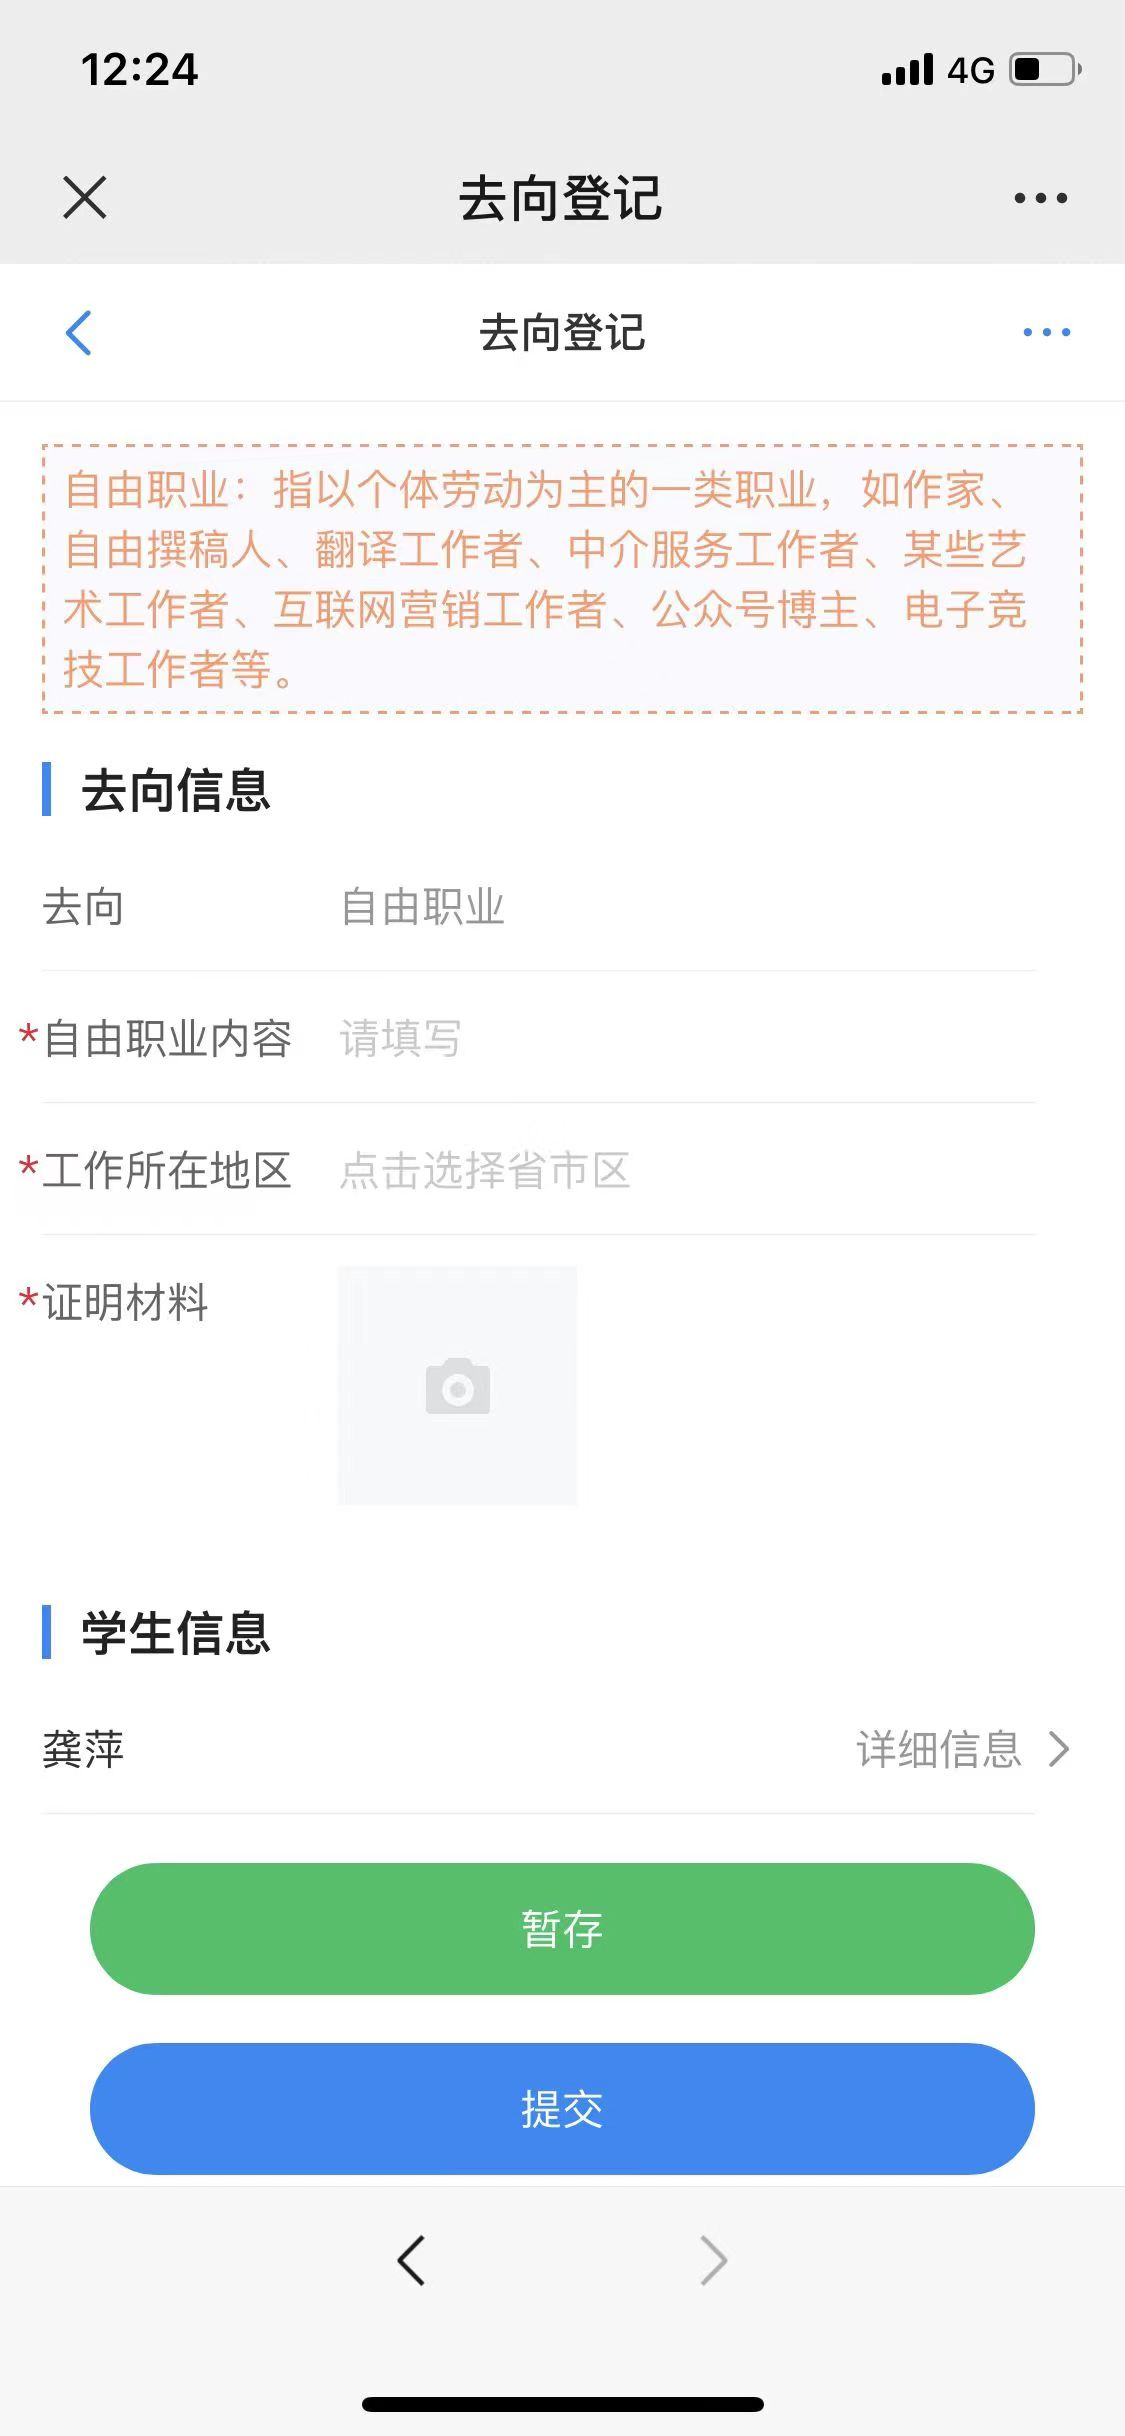 12:24
4G
去向登记
去向登记
自由职业：指以个体劳动为主的一类职业，如作家、
自由撰稿人、翻译工作者、中介服务工作者、某些艺
术工作者、互联网营销工作者、公众号博主、电子竞
技工作者等。
去向信息
去向 自由职业
*自由职业内容 请填写
*工作所在地区 点击选择省市区
*证明材料
学生信息
龚萍 详细信息
暂存
提交